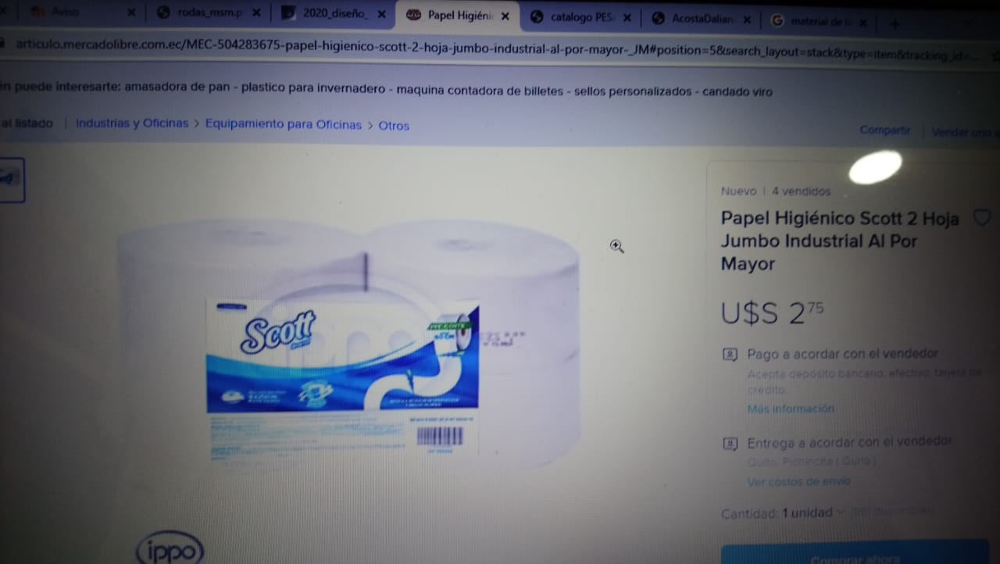 Aviso
rodas_msm.p
2020_diseño_
Papel Higiéni
catalogo PES
AcostaDalian
material de
articulo.mercadolibre.com.ec/MEC-504283675-papel-higienico-scott-2-hoja-jumbo-industrial-al-por-mayor-_JM#position=5&search_layout=stack&type=item&tracking_id=...
én puede interesarte: amasadora de pan - plastico para invernadero - maquina contadora de billetes - sellos personalizados - candado viro
al listado | Industrias y Oficinas > Equipamiento para Oficinas > Otros
Compartir | Vender uno
Nuevo | 4 vendidos
Papel Higiénico Scott 2 Hoja
Jumbo Industrial Al Por
Mayor
U$S 2 75
Pago a acordar con el vendedor
Acepta depósito bancario, efectivo, tarjeta de
crédito.
Más información
Entrega a acordar con el vendedor
Quito, Pichincha ( Quito )
Ver costos de envío
Cantidad: 1 unidad
Comprar ahora
Scott
ippo